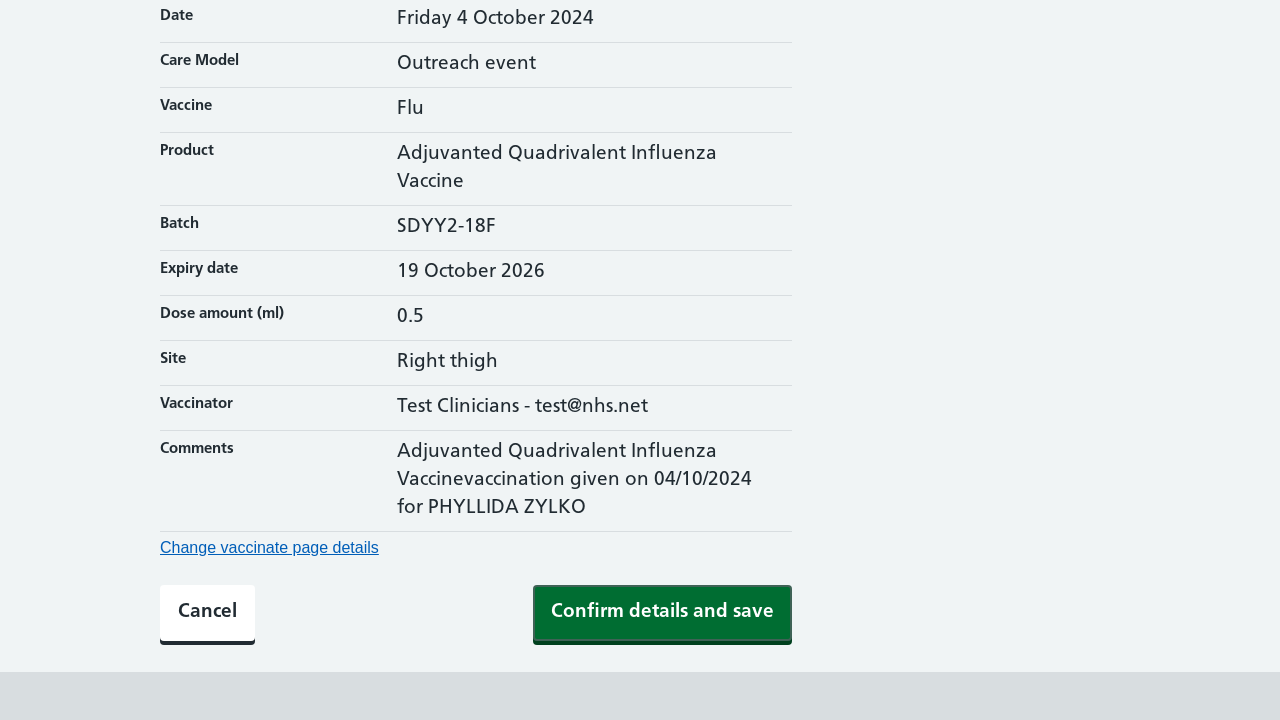 Date Friday 4 October 2024
Care Model Outreach event
Vaccine Flu
Product Adjuvanted Quadrivalent Influenza
Vaccine
Batch SDYY2-18F
Expiry date 19 October 2026
Dose amount (ml) 0.5
Site Right thigh
Vaccinator Test Clinicians - test@nhs.net
Comments Adjuvanted Quadrivalent Influenza
Vaccinevaccination given on 04/10/2024
for PHYLLIDA ZYLKO
Change vaccinate page details
Cancel Confirm details and save